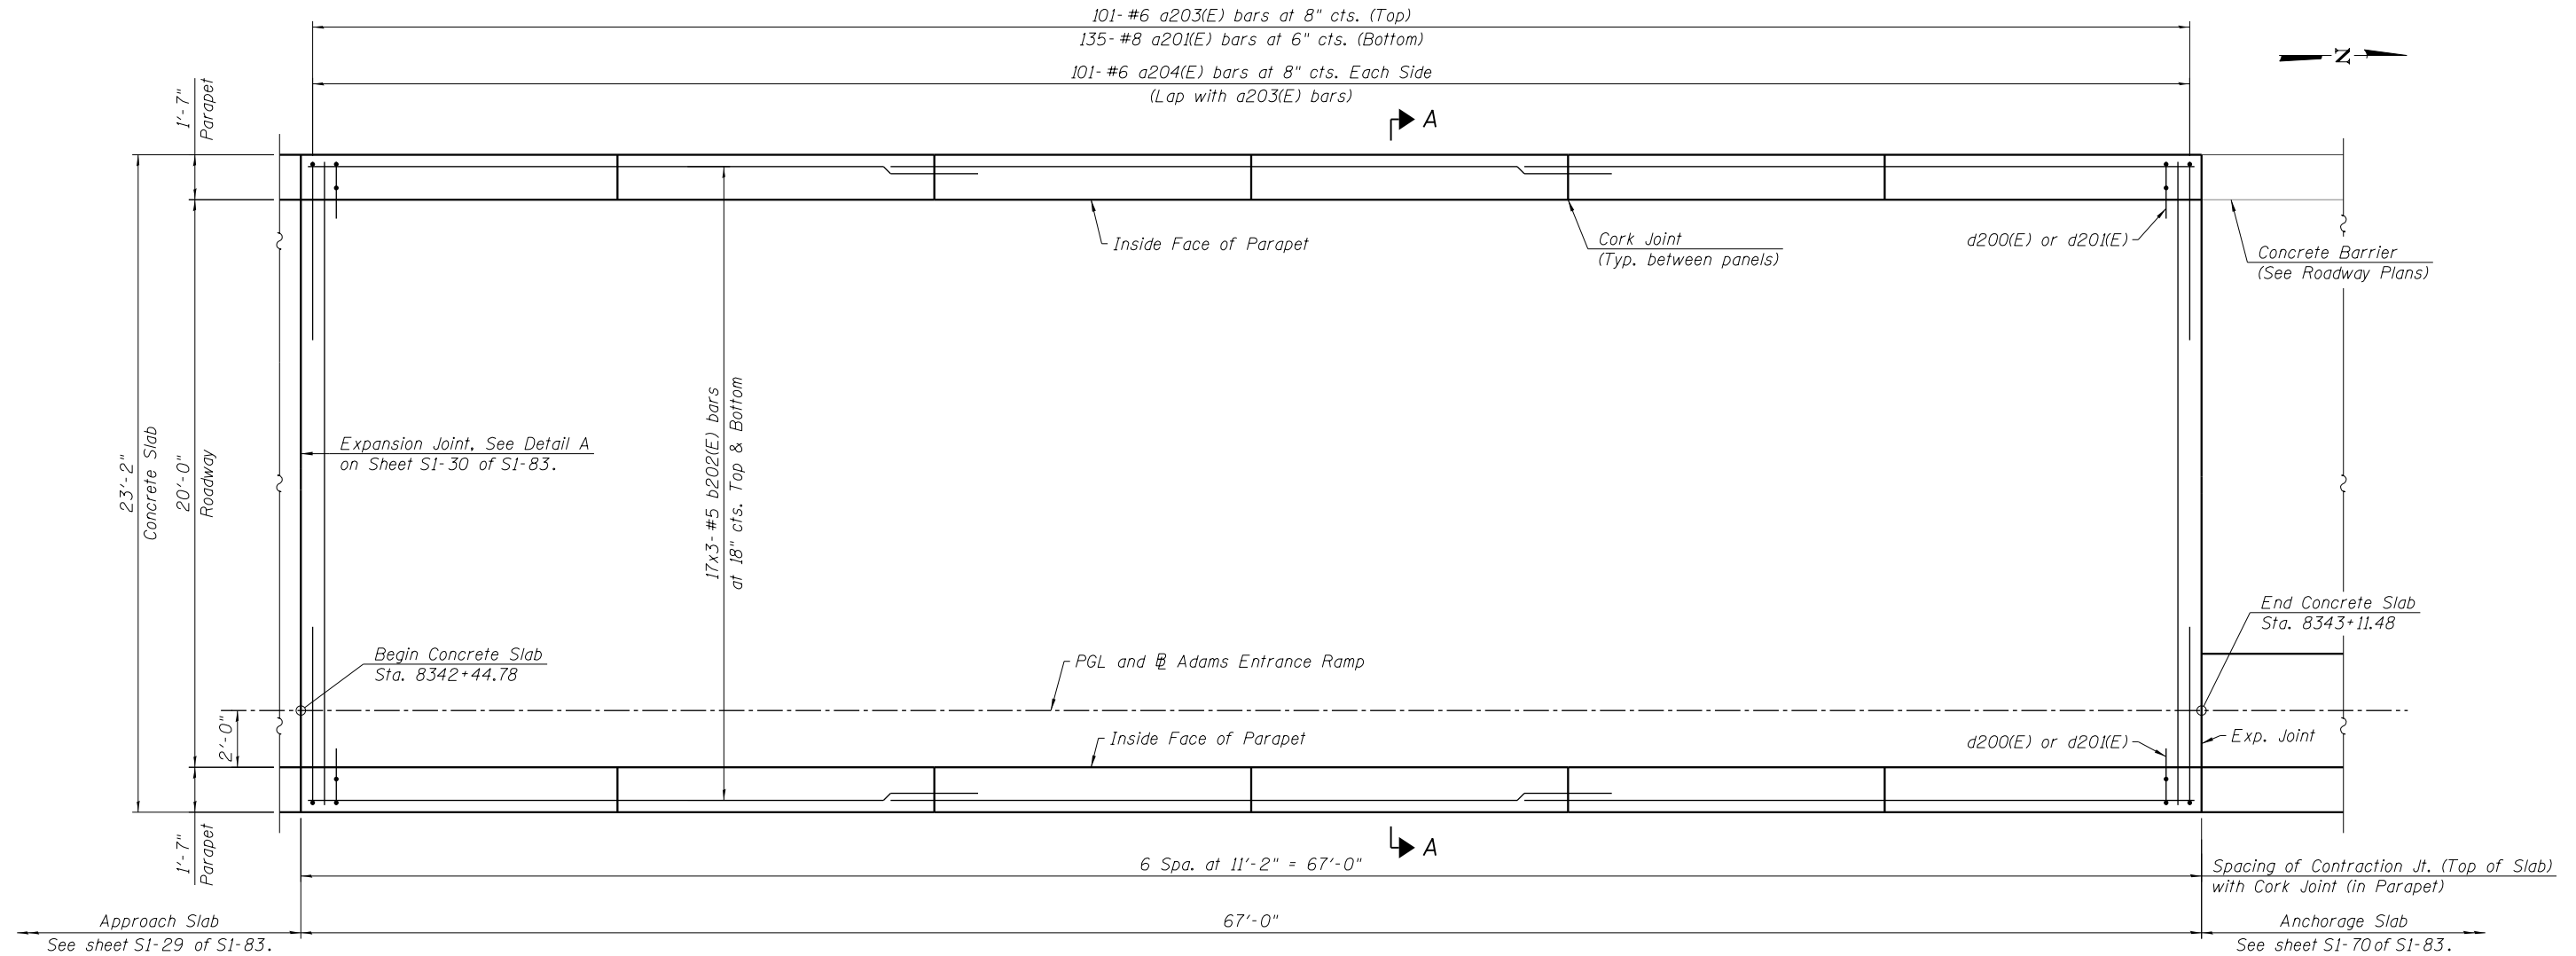 101- #6 a203(E) bars at 8" cts. (Top)
135- #8 a201(E) bars at 6" cts. (Bottom)
101- #6 a204(E) bars at 8" cts. Each Side
(Lap with a203(E) bars)
N
1'-7"
Parapet
A
Inside Face of Parapet
Cork Joint
(Typ. between panels)
d200(E) or d201(E)
Concrete Barrier
(See Roadway Plans)
23'-2"
Concrete Slab
20'-0"
Roadway
Expansion Joint, See Detail A
on Sheet S1-30 of S1-83.
17x3- #5 b202(E) bars
at 18" cts. Top & Bottom
End Concrete Slab
Sta. 8343+11.48
Begin Concrete Slab
Sta. 8342+44.78
PGL and ⅊ Adams Entrance Ramp
2'-0"
Inside Face of Parapet
d200(E) or d201(E)
Exp. Joint
1'-7"
Parapet
A
6 Spa. at 11'-2" = 67'-0"
Spacing of Contraction Jt. (Top of Slab)
with Cork Joint (in Parapet)
Approach Slab
See sheet S1-29 of S1-83.
67'-0"
Anchorage Slab
See sheet S1-70 of S1-83.